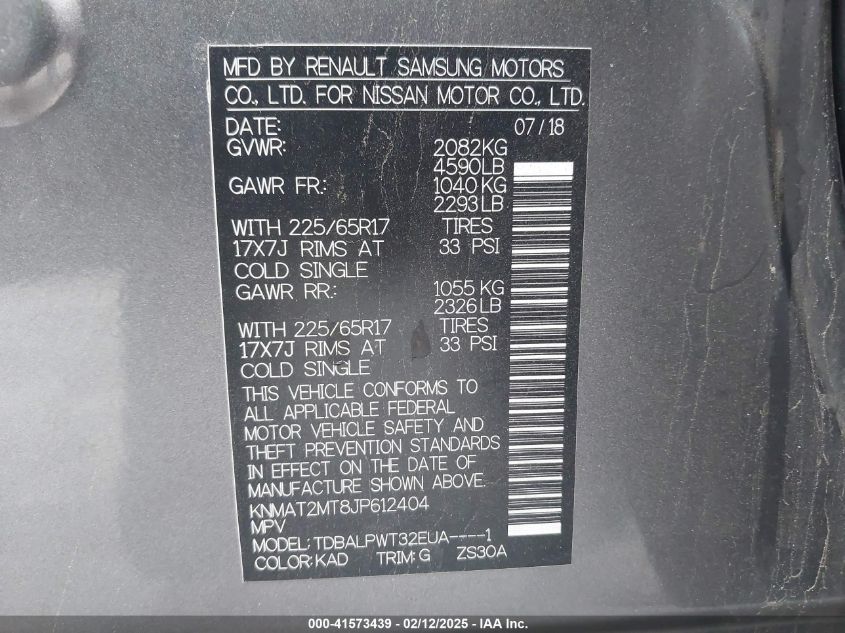 MFD BY RENAULT SAMSUNG MOTORS
CO., LTD. FOR NISSAN MOTOR CO., LTD.
DATE: 07/18
GVWR: 2082KG
4590LB
GAWR FR: 1040KG
2293LB
WITH 225/65R17 TIRES
17X7J RIMS AT 33 PSI
COLD SINGLE
GAWR RR: 1055KG
2326LB
WITH 225/65R17 TIRES
17X7J RIMS AT 33 PSI
COLD SINGLE
THIS VEHICLE CONFORMS TO
ALL APPLICABLE FEDERAL
MOTOR VEHICLE SAFETY AND
THEFT PREVENTION STANDARDS
IN EFFECT ON THE DATE OF
MANUFACTURE SHOWN ABOVE.
KNMAT2MT8JP612404
MPV
MODEL: TDBALPWT32EUA----1
COLOR: KAD TRIM: G ZS30A
000-41573439 - 02/12/2025 - IAA Inc.